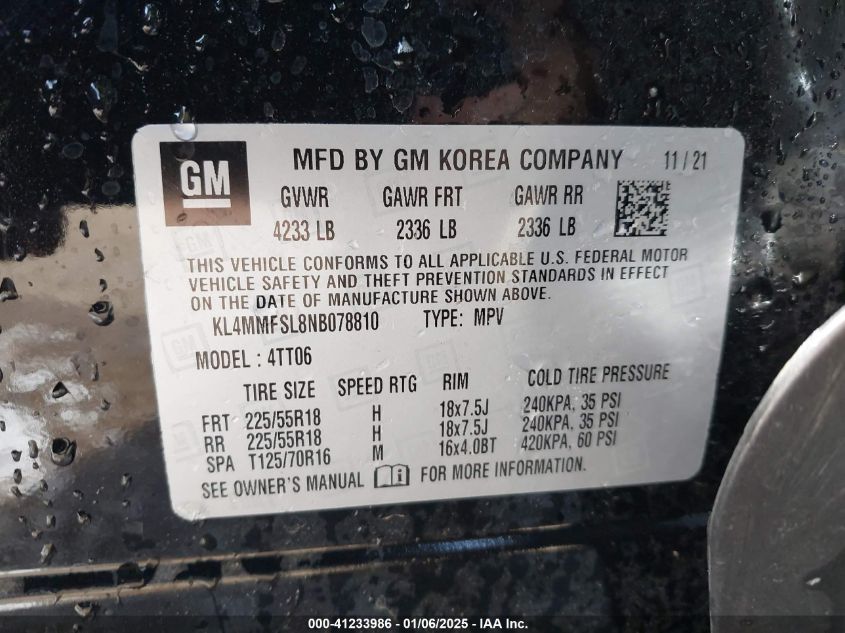 GM
MFD BY GM KOREA COMPANY 11 / 21
GVWR GAWR FRT GAWR RR
4233 LB 2336 LB 2336 LB
THIS VEHICLE CONFORMS TO ALL APPLICABLE U.S. FEDERAL MOTOR
VEHICLE SAFETY AND THEFT PREVENTION STANDARDS IN EFFECT
ON THE DATE OF MANUFACTURE SHOWN ABOVE.
KL4MMFSL8NB078810 TYPE: MPV
MODEL : 4TT06
TIRE SIZE SPEED RTG RIM COLD TIRE PRESSURE
FRT 225/55R18 H 18x7.5J 240KPA, 35 PSI
RR 225/55R18 H 18x7.5J 240KPA, 35 PSI
SPA T125/70R16 M 16x4.0BT 420KPA, 60 PSI
SEE OWNER'S MANUAL FOR MORE INFORMATION.
000-41233986 - 01/06/2025 - IAA Inc.